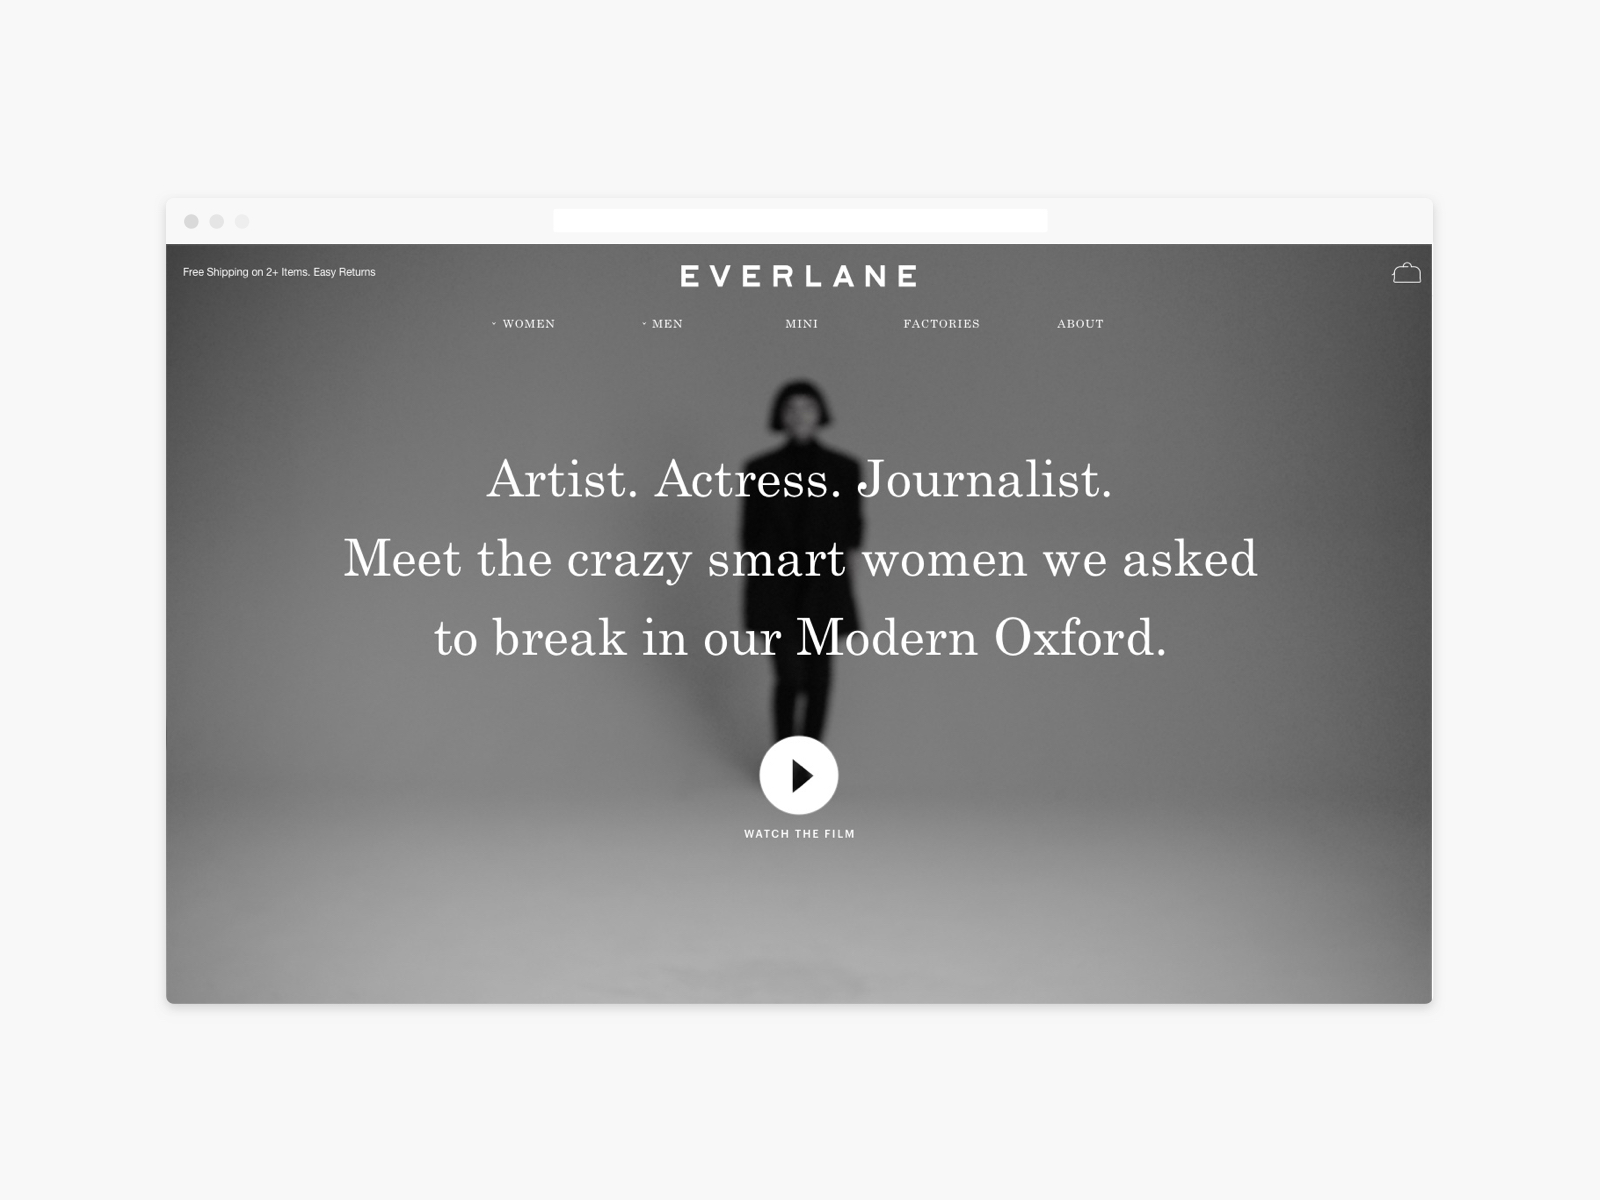 Free Shipping on 2+ Items. Easy Returns
EVERLANE
WOMEN MEN MINI FACTORIES ABOUT
Artist. Actress. Journalist.
Meet the crazy smart women we asked
to break in our Modern Oxford.
WATCH THE FILM